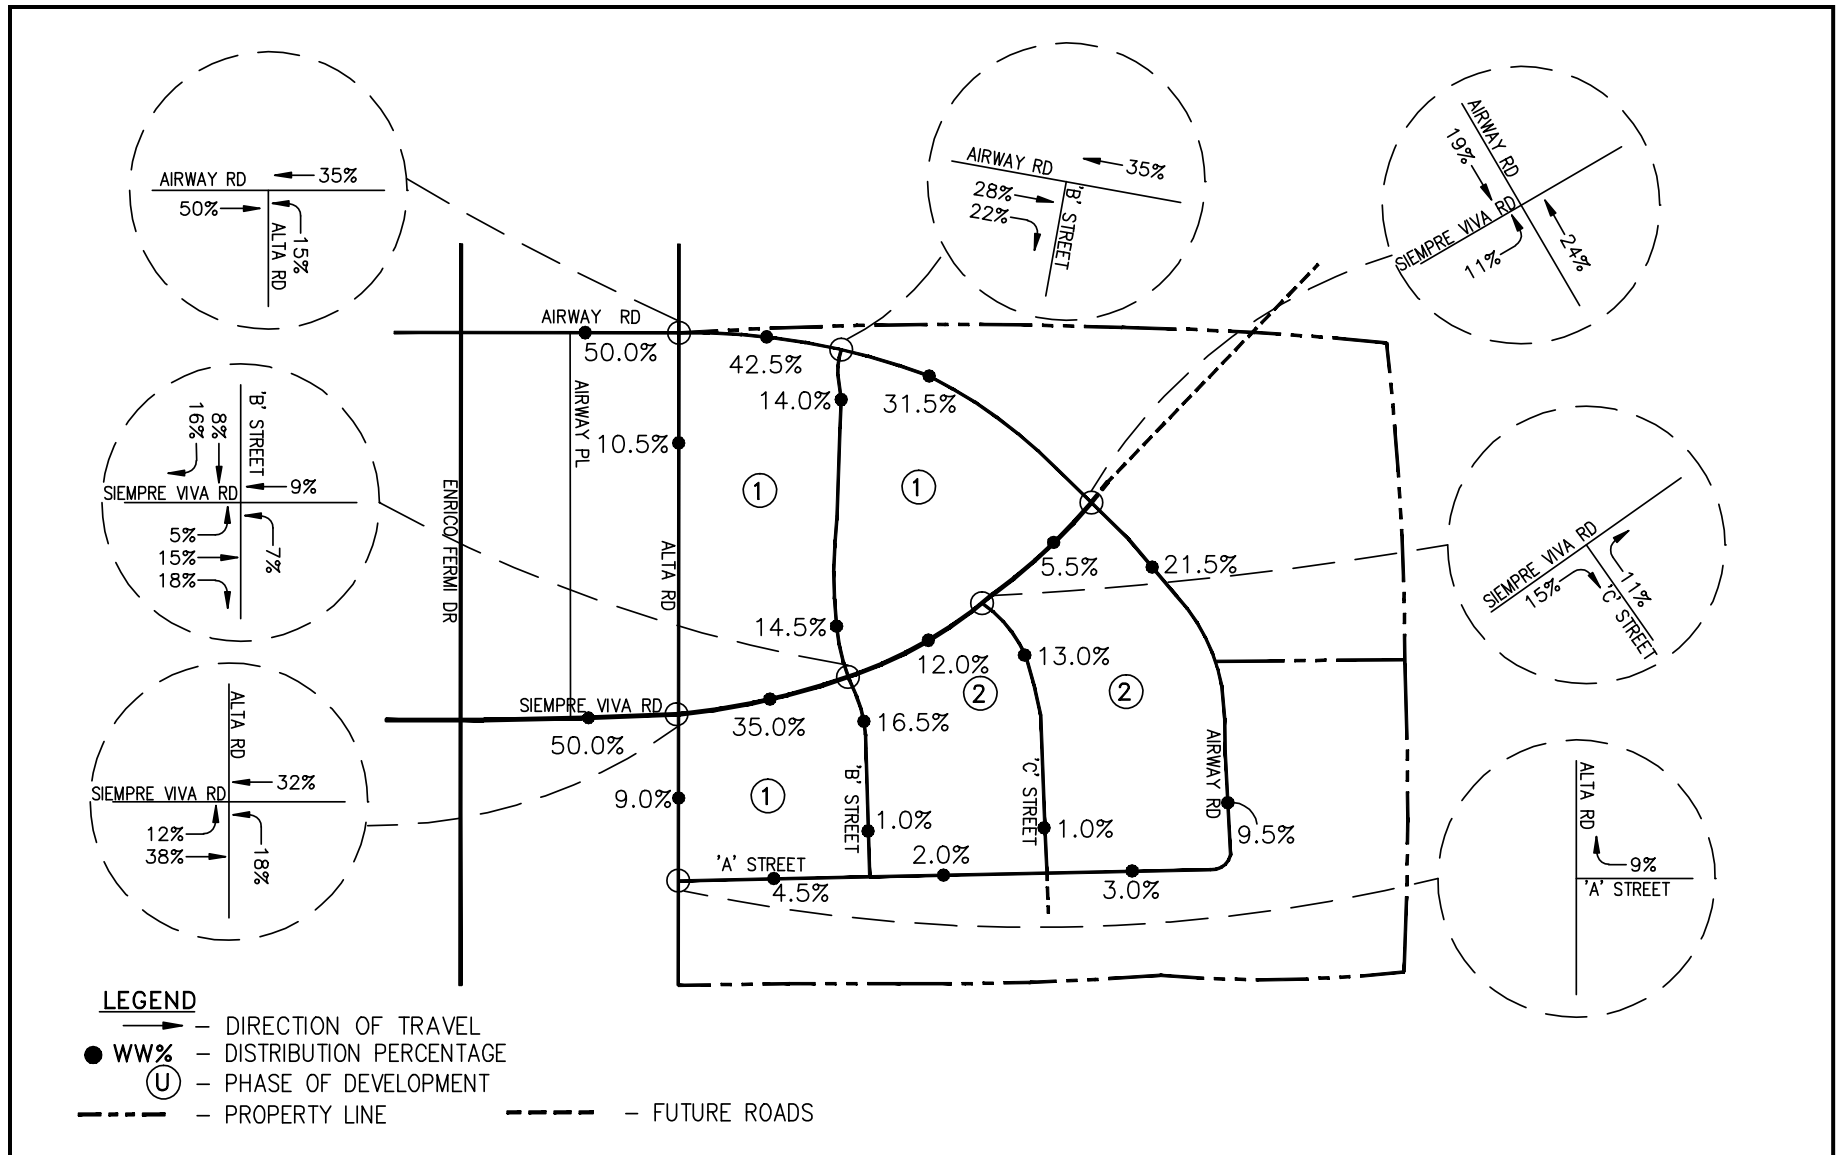 AIRWAY RD
35%
50%
15%
ALTA RD
AIRWAY RD
35%
28%
22%
'B' STREET
AIRWAY RD
19%
SIEMPRE VIVA RD
11%
24%
AIRWAY RD
50.0%
42.5%
14.0%
31.5%
AIRWAY PL
10.5%
16%
8%
'B' STREET
SIEMPRE VIVA RD
9%
5%
15%
18%
7%
1
1
ENRICO FERMI DR
ALTA RD
5.5%
21.5%
SIEMPRE VIVA RD
15%
11%
'C' STREET
14.5%
12.0%
13.0%
2
2
SIEMPRE VIVA RD
50.0%
35.0%
16.5%
ALTA RD
SIEMPRE VIVA RD
32%
12%
38%
18%
9.0%
1
'B' STREET
1.0%
'C' STREET
1.0%
AIRWAY RD
9.5%
'A' STREET
4.5%
2.0%
3.0%
ALTA RD
9%
'A' STREET
LEGEND
– DIRECTION OF TRAVEL
WW% – DISTRIBUTION PERCENTAGE
U – PHASE OF DEVELOPMENT
– PROPERTY LINE
– FUTURE ROADS